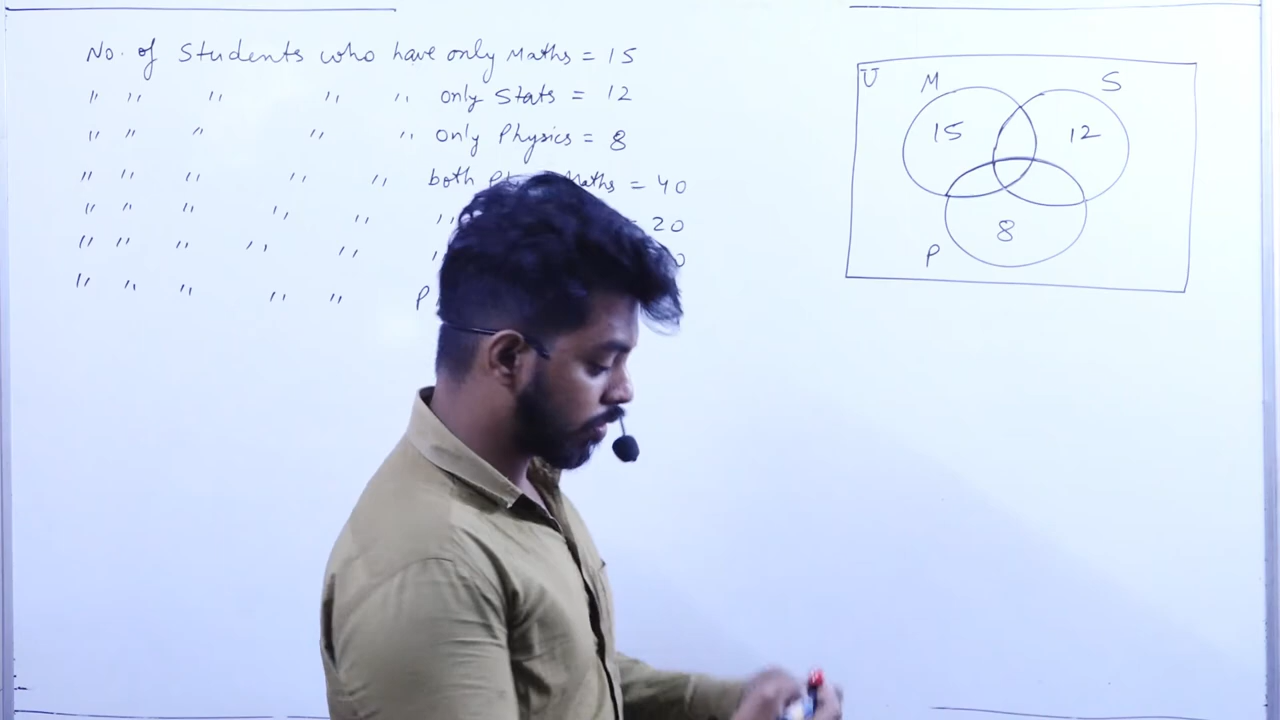 No. of Students who have only Maths = 15
" " " " " only Stats = 12
" " " " " only Physics = 8
" " " " " both Maths = 40
" " " " " " 20
" " " " " "
" " " " " P
U M S
15 12
8
P